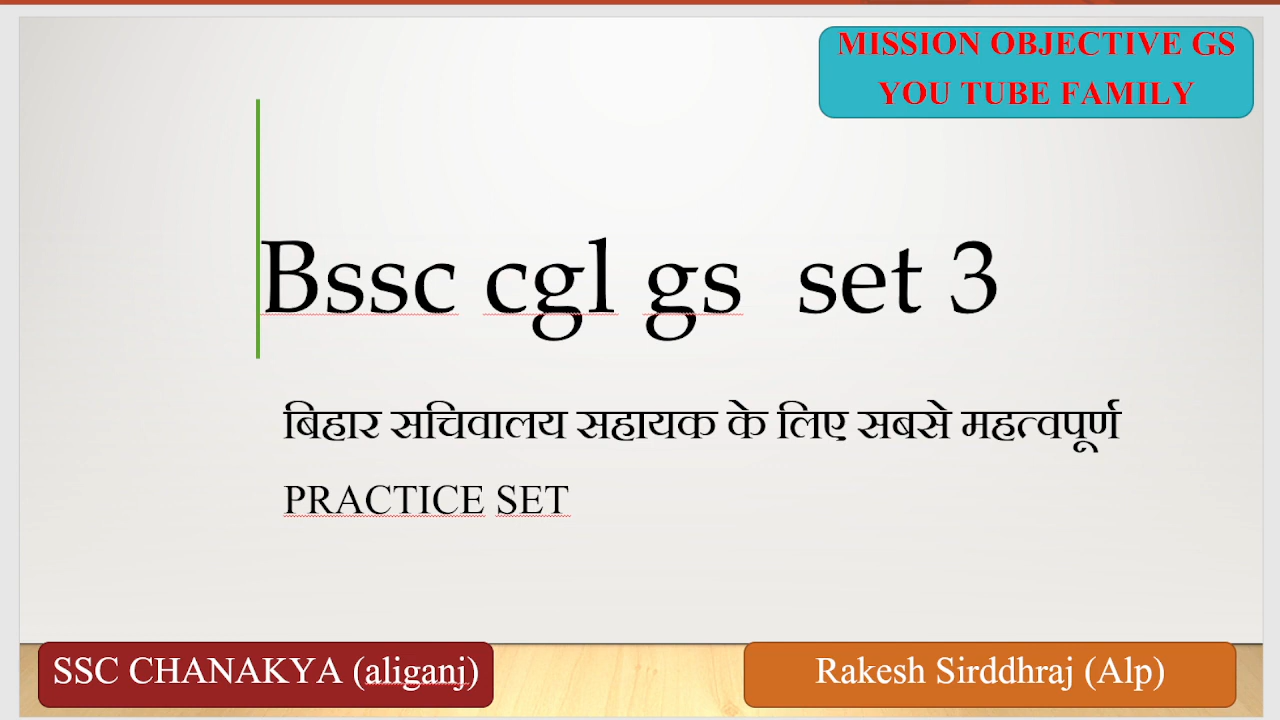 MISSION OBJECTIVE GS
YOU TUBE FAMILY
Bssc cgl gs set 3
बिहार सचिवालय सहायक के लिए सबसे महत्वपूर्ण
PRACTICE SET
SSC CHANAKYA (aliganj)
Rakesh Sirddhraj (Alp)